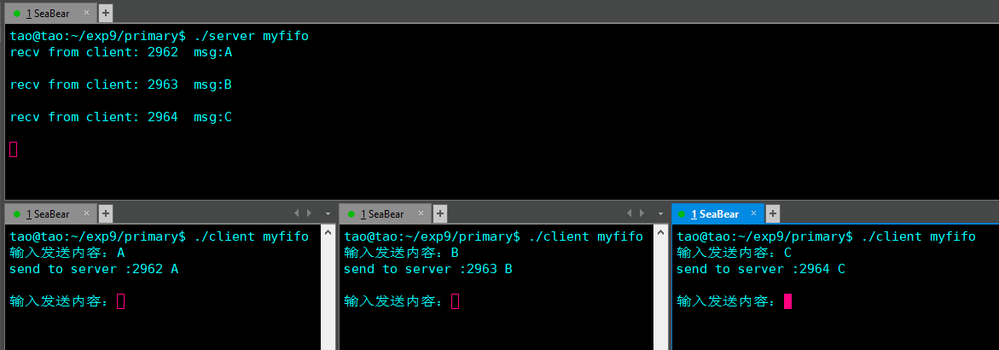 1 SeaBear × +
tao@tao:~/exp9/primary$ ./server myfifo
recv from client: 2962  msg:A
recv from client: 2963  msg:B
recv from client: 2964  msg:C
1 SeaBear × +
tao@tao:~/exp9/primary$ ./client myfifo
输入发送内容：A
send to server :2962 A
输入发送内容：
1 SeaBear × +
tao@tao:~/exp9/primary$ ./client myfifo
输入发送内容：B
send to server :2963 B
输入发送内容：
1 SeaBear × +
tao@tao:~/exp9/primary$ ./client myfifo
输入发送内容：C
send to server :2964 C
输入发送内容：